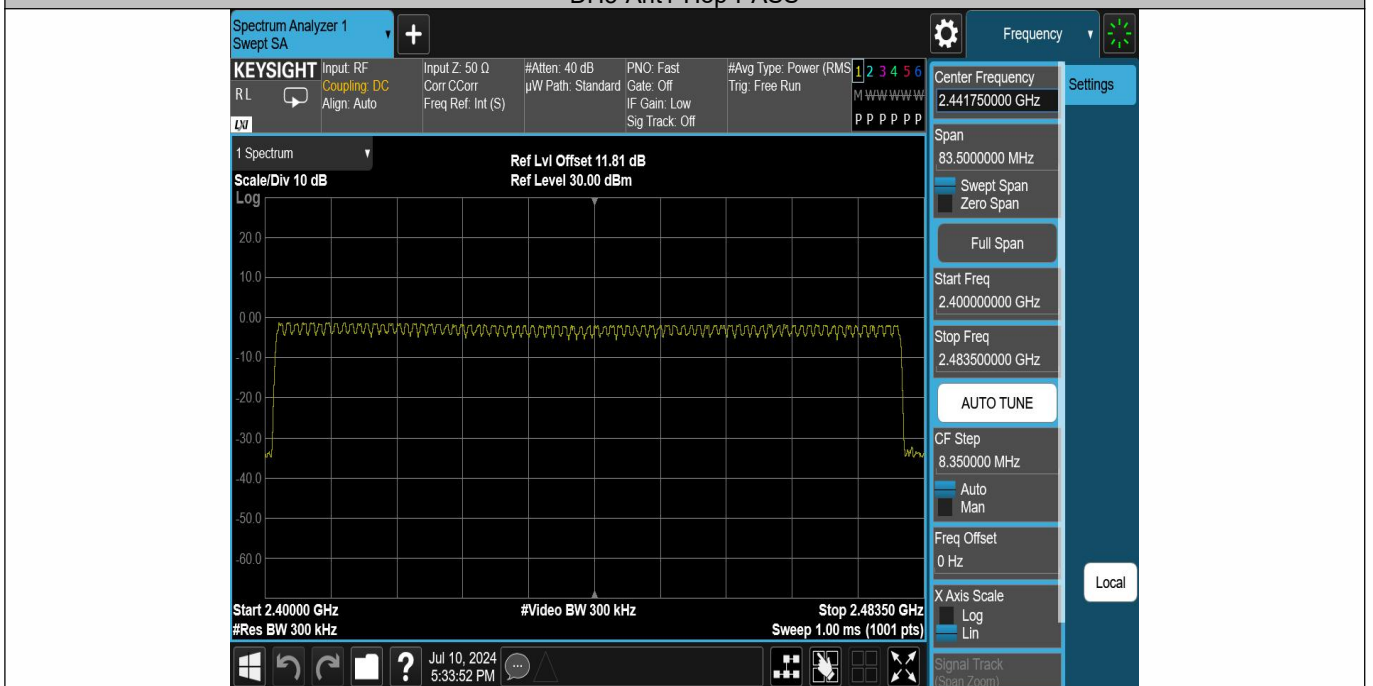 Spectrum Analyzer 1
Swept SA
+
Frequency
KEYSIGHT
RL
LXI
Input: RF
Coupling: DC
Align: Auto
Input Z: 50 Ω
Corr CCorr
Freq Ref: Int (S)
#Atten: 40 dB
µW Path: Standard
PNO: Fast
Gate: Off
IF Gain: Low
Sig Track: Off
#Avg Type: Power (RMS
Trig: Free Run
1 2 3 4 5 6
M W W W W W
P P P P P P
1 Spectrum
Scale/Div 10 dB
Log
Ref Lvl Offset 11.81 dB
Ref Level 30.00 dBm
20.0
10.0
0.00
-10.0
-20.0
-30.0
-40.0
-50.0
-60.0
Start 2.40000 GHz
#Res BW 300 kHz
#Video BW 300 kHz
Stop 2.48350 GHz
Sweep 1.00 ms (1001 pts)
Center Frequency
2.441750000 GHz
Settings
Span
83.5000000 MHz
Swept Span
Zero Span
Full Span
Start Freq
2.400000000 GHz
Stop Freq
2.483500000 GHz
AUTO TUNE
CF Step
8.350000 MHz
Auto
Man
Freq Offset
0 Hz
X Axis Scale
Log
Lin
Local
Signal Track
(Span Zoom)
?
Jul 10, 2024
5:33:52 PM